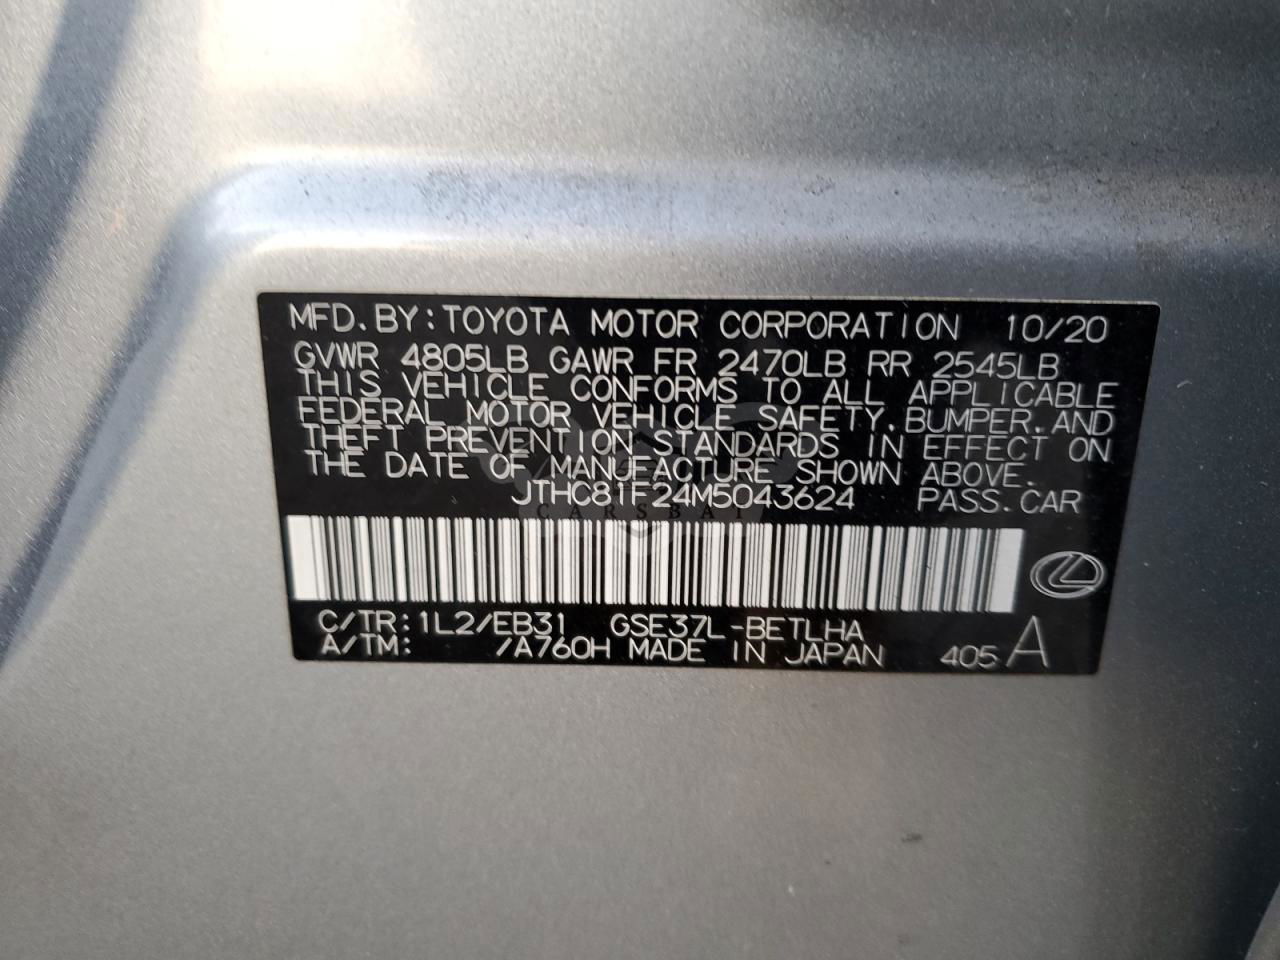 MFD.BY:TOYOTA MOTOR CORPORATION 10/20
GVWR 4805LB GAWR FR 2470LB RR 2545LB
THIS VEHICLE CONFORMS TO ALL APPLICABLE
FEDERAL MOTOR VEHICLE SAFETY,BUMPER,AND
THEFT PREVENTION STANDARDS IN EFFECT ON
THE DATE OF MANUFACTURE SHOWN ABOVE.
JTHC81F24M5043624 PASS.CAR
CARSBAT
C/TR:1L2/EB31 GSE37L-BETLHA
A/TM: /A760H MADE IN JAPAN 405 A